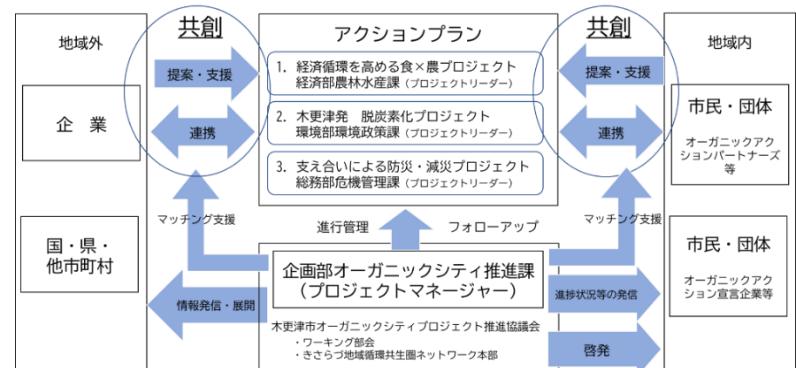 地域外
共創
アクションプラン
共創
地域内
提案・支援
1. 経済循環を高める食×農プロジェクト
経済部農林水産課（プロジェクトリーダー）
提案・支援
企 業
連携
2. 木更津発 脱炭素化プロジェクト
環境部環境政策課（プロジェクトリーダー）
連携
市民・団体
オーガニックアク
ションパートナーズ
等
3. 支え合いによる防災・減災プロジェクト
総務部危機管理課（プロジェクトリーダー）
マッチング支援
進行管理
フォローアップ
マッチング支援
国・県・
他市町村
企画部オーガニックシティ推進課
（プロジェクトマネージャー）
市民・団体
オーガニックアク
ション宣言企業等
情報発信・展開
進捗状況等の発信
木更津市オーガニックシティプロジェクト推進協議会
・ワーキング部会
・きさらづ地域循環共生圏ネットワーク本部
啓発